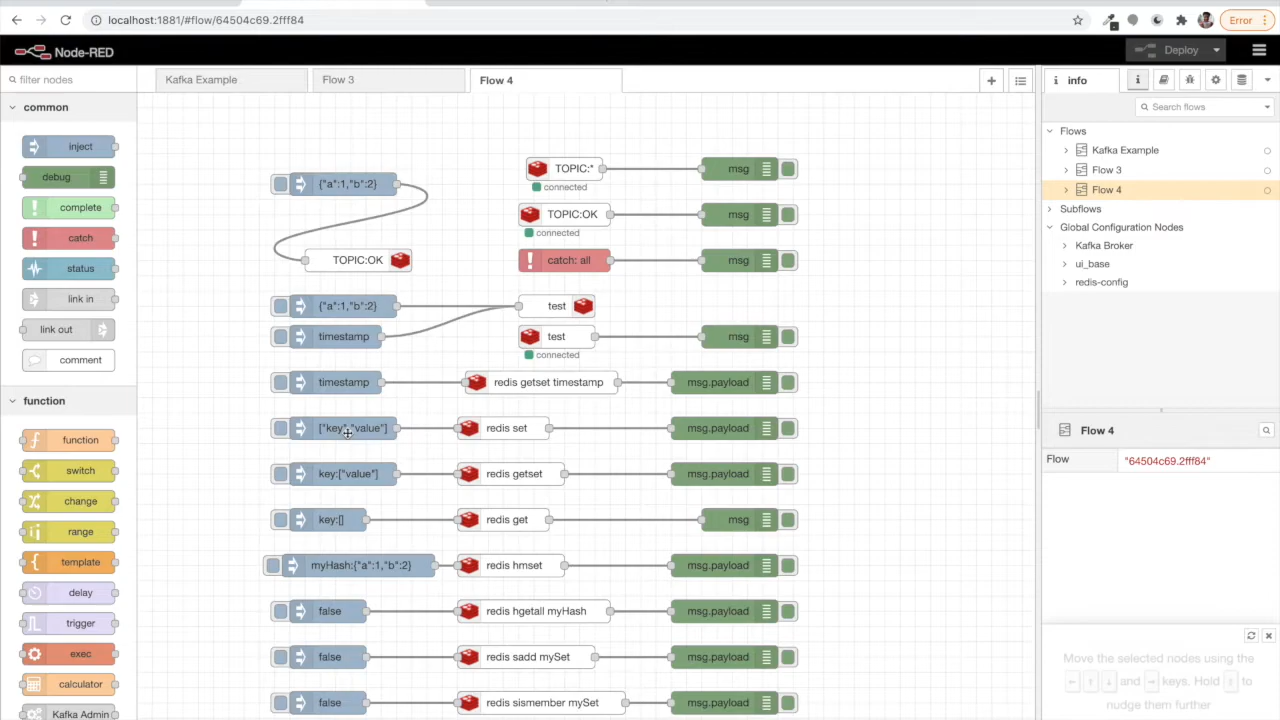 localhost:1881/#flow/64504c69.2fff84
Error
Node-RED
Deploy
filter nodes
Kafka Example
Flow 3
Flow 4
info
Search flows
common
inject
debug
complete
catch
status
link in
link out
comment
function
function
switch
change
range
template
delay
trigger
exec
calculator
Kafka Admin
{"a":1,"b":2}
TOPIC:*
msg
connected
TOPIC:OK
msg
connected
TOPIC:OK
catch: all
msg
{"a":1,"b":2}
test
timestamp
test
msg
connected
timestamp
redis getset timestamp
msg.payload
["key","value"]
redis set
msg.payload
key:["value"]
redis getset
msg.payload
key:[]
redis get
msg
myHash:{"a":1,"b":2}
redis hmset
msg.payload
false
redis hgetall myHash
msg.payload
false
redis sadd mySet
msg.payload
false
redis sismember mySet
msg.payload
Flows
Kafka Example
Flow 3
Flow 4
Subflows
Global Configuration Nodes
Kafka Broker
ui_base
redis-config
Flow 4
Flow
"64504c69.2fff84"
Move the selected nodes using the
← ↑ ↓ and → keys. Hold ⇧ to
nudge them further